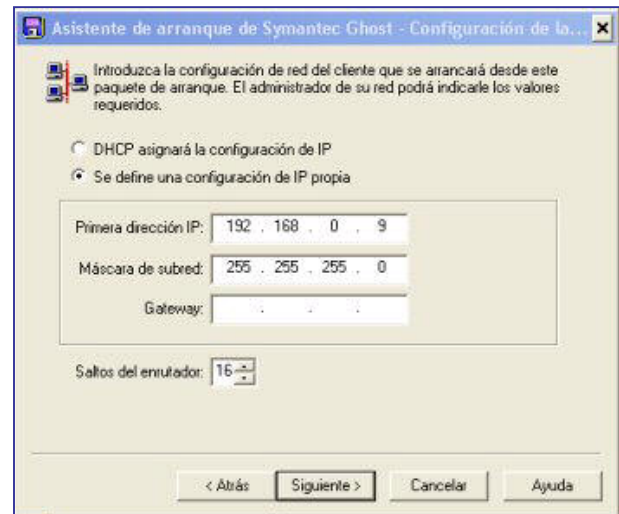 Asistente de arranque de Symantec Ghost - Configuración de la...
Introduzca la configuración de red del cliente que se arrancará desde este
paquete de arranque. El administrador de su red podrá indicarle los valores
requeridos.
DHCP asignará la configuración de IP
Se define una configuración de IP propia
Primera dirección IP: 192 . 168 . 0 . 9
Máscara de subred: 255 . 255 . 255 . 0
Gateway: . . .
Saltos del enrutador: 16
< Atrás Siguiente > Cancelar Ayuda